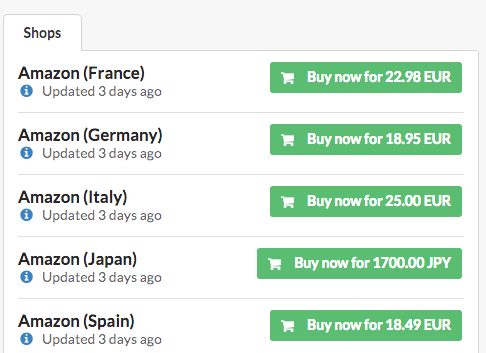 Shops
Amazon (France)
Buy now for 22.98 EUR
Updated 3 days ago
Amazon (Germany)
Buy now for 18.95 EUR
Updated 3 days ago
Amazon (Italy)
Buy now for 25.00 EUR
Updated 3 days ago
Amazon (Japan)
Buy now for 1700.00 JPY
Updated 3 days ago
Amazon (Spain)
Buy now for 18.49 EUR
Updated 3 days ago